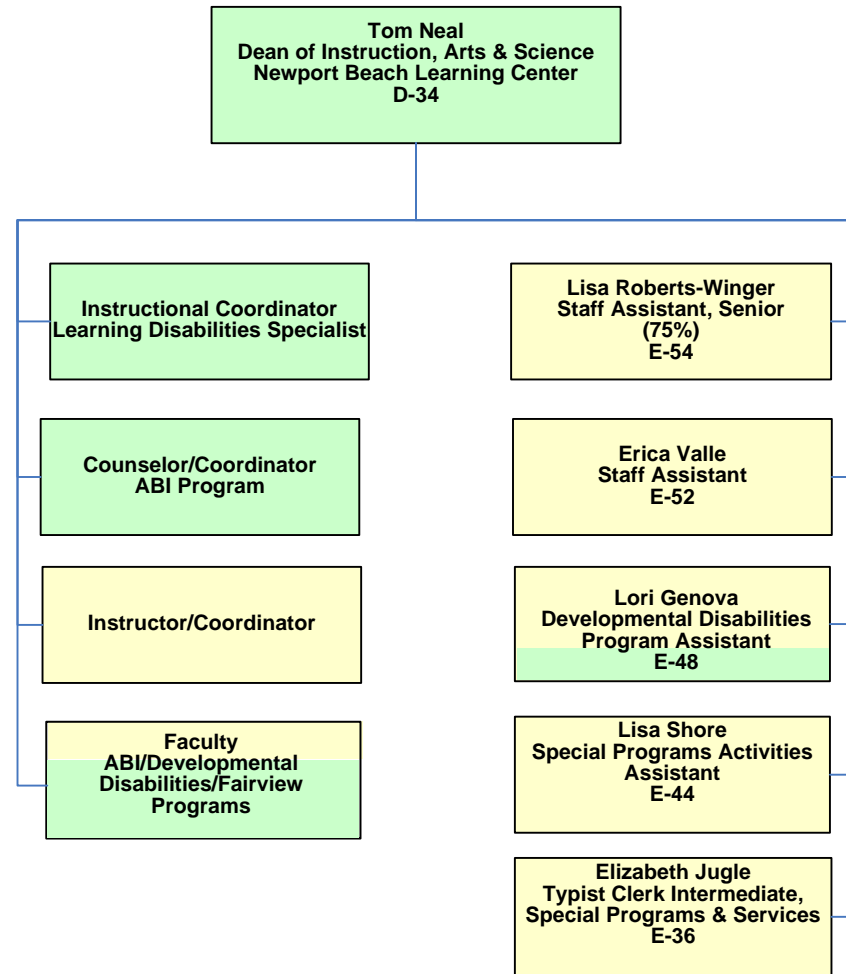 Tom Neal
Dean of Instruction, Arts & Science
Newport Beach Learning Center
D-34
Instructional Coordinator
Learning Disabilities Specialist
Counselor/Coordinator
ABI Program
Instructor/Coordinator
Faculty
ABI/Developmental
Disabilities/Fairview
Programs
Lisa Roberts-Winger
Staff Assistant, Senior
(75%)
E-54
Erica Valle
Staff Assistant
E-52
Lori Genova
Developmental Disabilities
Program Assistant
E-48
Lisa Shore
Special Programs Activities
Assistant
E-44
Elizabeth Jugle
Typist Clerk Intermediate,
Special Programs & Services
E-36